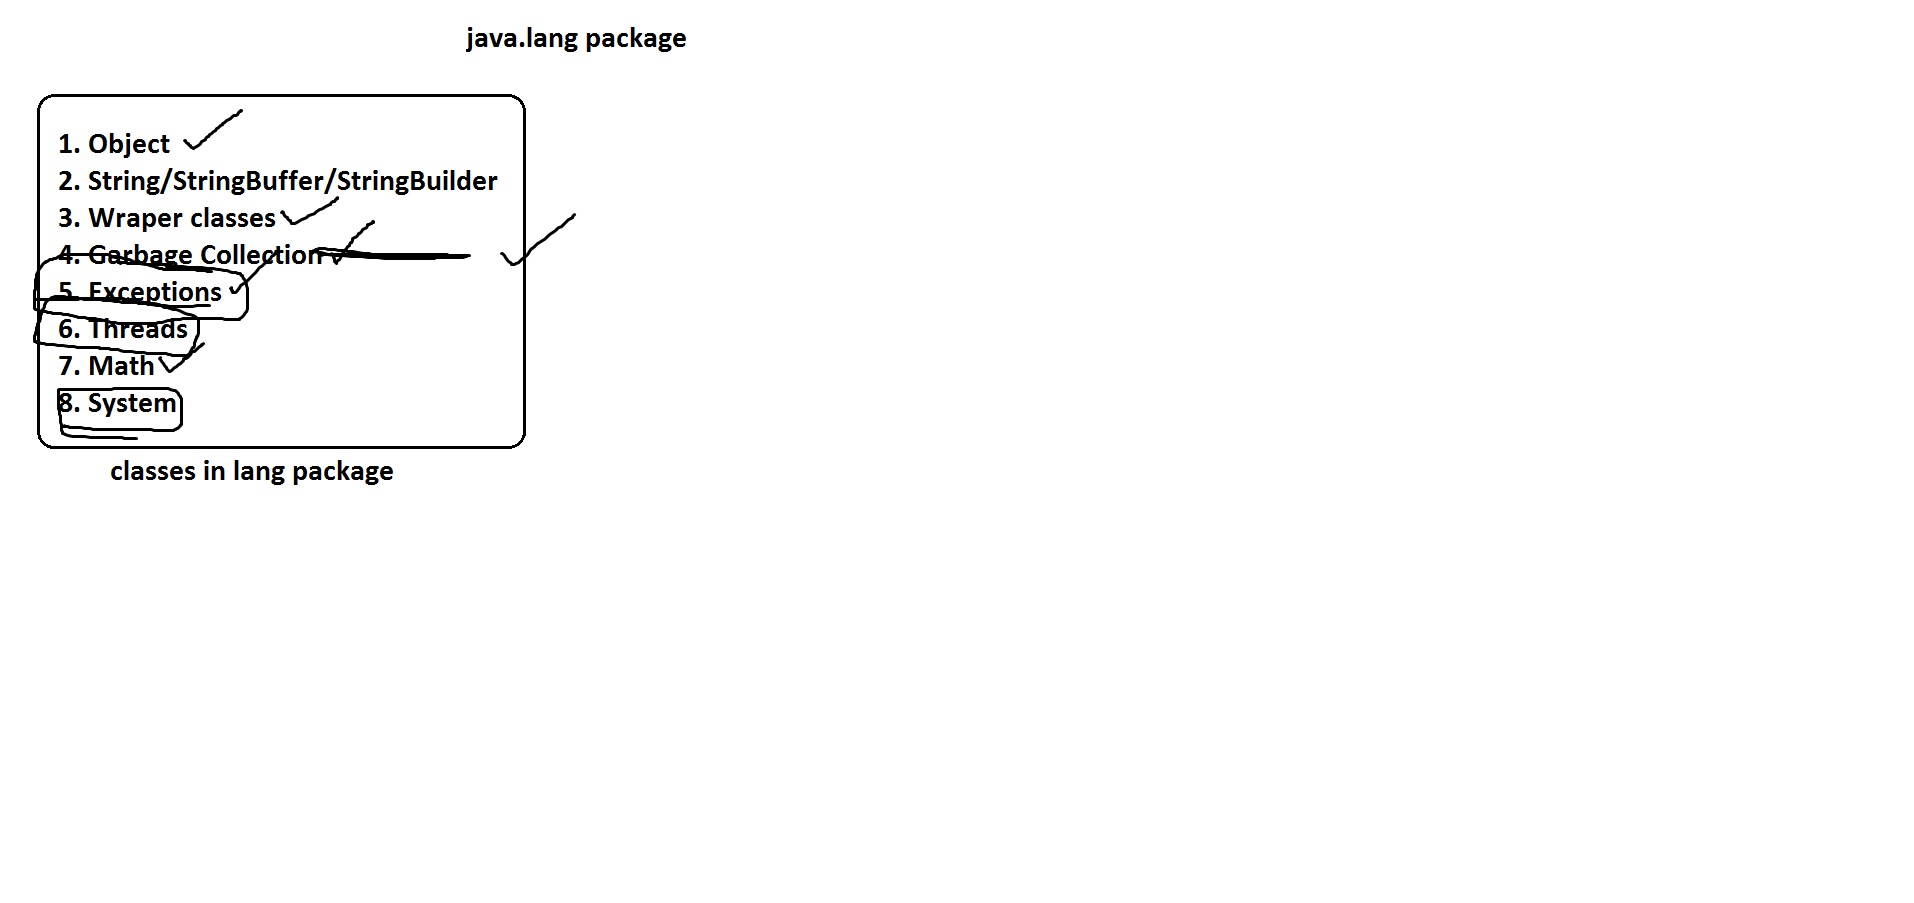 java.lang package
1. Object
2. String/StringBuffer/StringBuilder
3. Wraper classes
4. Garbage Collection
5. Exceptions
6. Threads
7. Math
8. System
classes in lang package